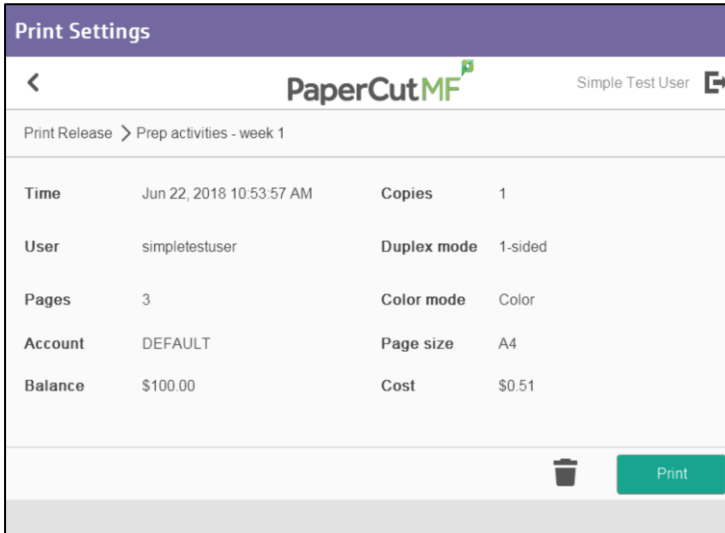 Print Settings
PaperCutMF
Simple Test User
Print Release > Prep activities - week 1
Time Jun 22, 2018 10:53:57 AM Copies 1
User simpletestuser Duplex mode 1-sided
Pages 3 Color mode Color
Account DEFAULT Page size A4
Balance $100.00 Cost $0.51
Print